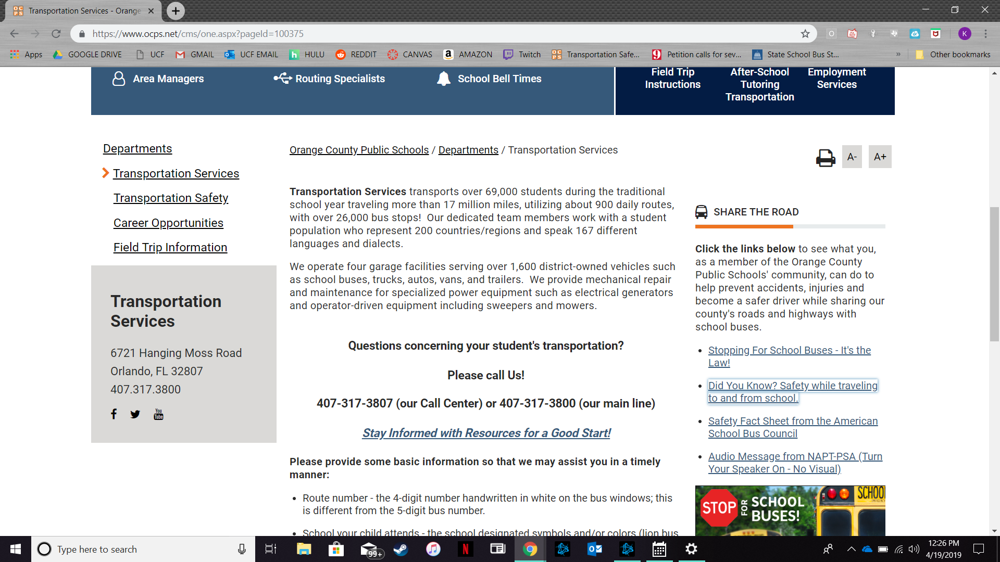 Transportation Services - Orange
https://www.ocps.net/cms/one.aspx?pageId=100375
K
Apps
GOOGLE DRIVE
UCF
GMAIL
UCF EMAIL
HULU
REDDIT
CANVAS
AMAZON
Twitch
Transportation Safe...
Petition calls for sev...
State School Bus St...
»
Other bookmarks
Area Managers
Routing Specialists
School Bell Times
Field Trip
Instructions
After-School
Tutoring
Transportation
Employment
Services
Departments
Transportation Services
Transportation Safety
Career Opportunities
Field Trip Information
Transportation
Services
6721 Hanging Moss Road
Orlando, FL 32807
407.317.3800
You
Tube
Orange County Public Schools / Departments / Transportation Services
A-
A+
Transportation Services transports over 69,000 students during the traditional
school year traveling more than 17 million miles, utilizing about 900 daily routes,
with over 26,000 bus stops!  Our dedicated team members work with a student
population who represent 200 countries/regions and speak 167 different
languages and dialects.
We operate four garage facilities serving over 1,600 district-owned vehicles such
as school buses, trucks, autos, vans, and trailers.  We provide mechanical repair
and maintenance for specialized power equipment such as electrical generators
and operator-driven equipment including sweepers and mowers.
Questions concerning your student's transportation?
Please call Us!
407-317-3807 (our Call Center) or 407-317-3800 (our main line)
Stay Informed with Resources for a Good Start!
Please provide some basic information so that we may assist you in a timely
manner:
• Route number - the 4-digit number handwritten in white on the bus windows; this
is different from the 5-digit bus number.
• School your child attends - the school designated symbols and/or colors (lion bus
SHARE THE ROAD
Click the links below to see what you,
as a member of the Orange County
Public Schools' community, can do to
help prevent accidents, injuries and
become a safer driver while sharing our
county's roads and highways with
school buses.
• Stopping For School Buses - It's the
Law!
• Did You Know? Safety while traveling
to and from school.
• Safety Fact Sheet from the American
School Bus Council
• Audio Message from NAPT-PSA (Turn
Your Speaker On - No Visual)
STOP FOR SCHOOL
BUSES!
SCHOOL
Type here to search
99+
12:26 PM
4/19/2019